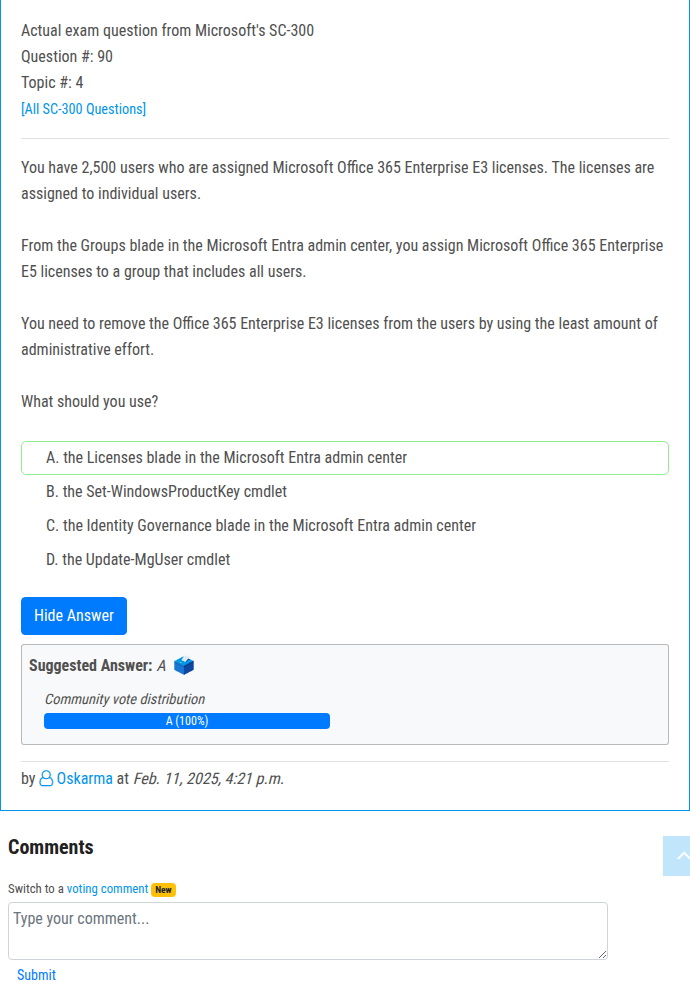 Actual exam question from Microsoft's SC-300
Question #: 90
Topic #: 4
[All SC-300 Questions]
You have 2,500 users who are assigned Microsoft Office 365 Enterprise E3 licenses. The licenses are
assigned to individual users.
From the Groups blade in the Microsoft Entra admin center, you assign Microsoft Office 365 Enterprise
E5 licenses to a group that includes all users.
You need to remove the Office 365 Enterprise E3 licenses from the users by using the least amount of
administrative effort.
What should you use?
A. the Licenses blade in the Microsoft Entra admin center
B. the Set-WindowsProductKey cmdlet
C. the Identity Governance blade in the Microsoft Entra admin center
D. the Update-MgUser cmdlet
Hide Answer
Suggested Answer: A
Community vote distribution
A (100%)
by Oskarma at Feb. 11, 2025, 4:21 p.m.
Comments
Switch to a voting comment New
Type your comment...
Submit